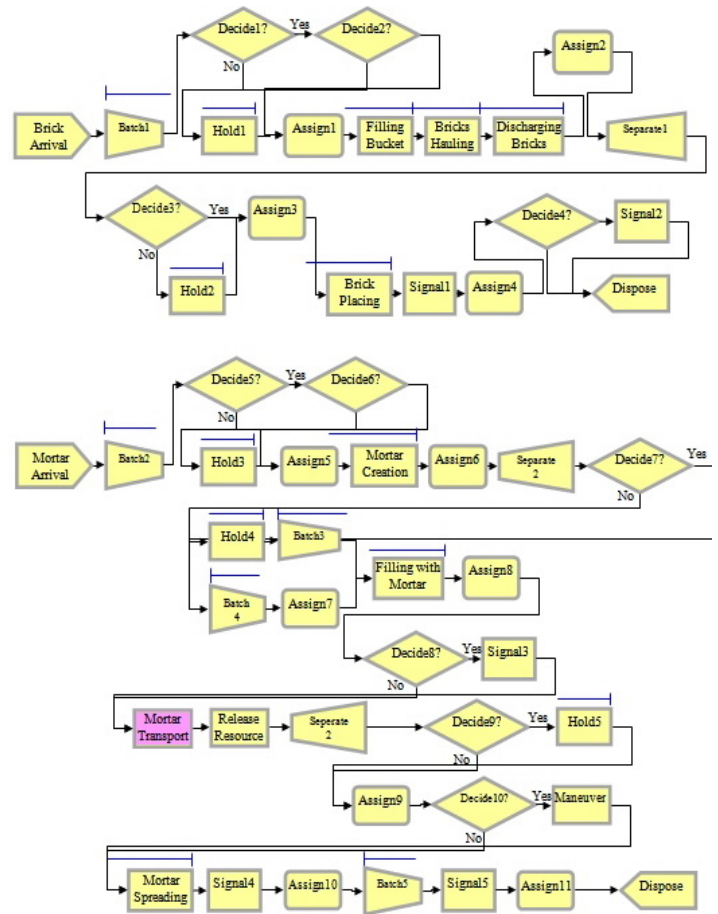 Decide1?
Yes
Decide2?
Assign2
No
Brick
Arrival
Batch1
Hold1
Assign1
Filling
Bucket
Bricks
Hauling
Discharging
Bricks
Separate1
Decide3?
Yes
Assign3
Decide4?
Signal2
No
Hold2
Brick
Placing
Signal1
Assign4
Dispose
Decide5?
Yes
Decide6?
No
Mortar
Arrival
Batch2
Hold3
Assign5
Mortar
Creation
Assign6
Separate
2
Decide7?
Yes
No
Hold4
Batch3
Filling with
Mortar
Assign8
Batch
4
Assign7
Decide8?
Yes
Signal3
No
Mortar
Transport
Release
Resource
Seperate
2
Decide9?
Yes
Hold5
No
Assign9
Decide10?
Yes
Maneuver
No
Mortar
Spreading
Signal4
Assign10
Batch5
Signal5
Assign11
Dispose